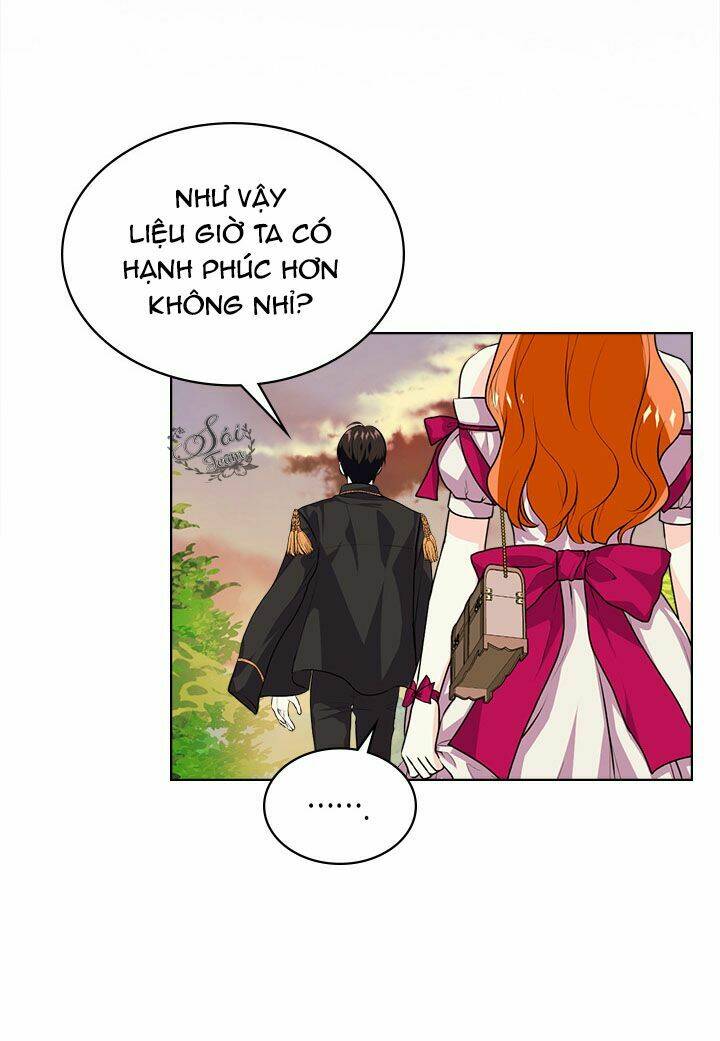 NHƯ VẬY
LIỆU GIỜ TA CÓ
HẠNH PHÚC HƠN
KHÔNG NHỈ?
Sói
Team
.......